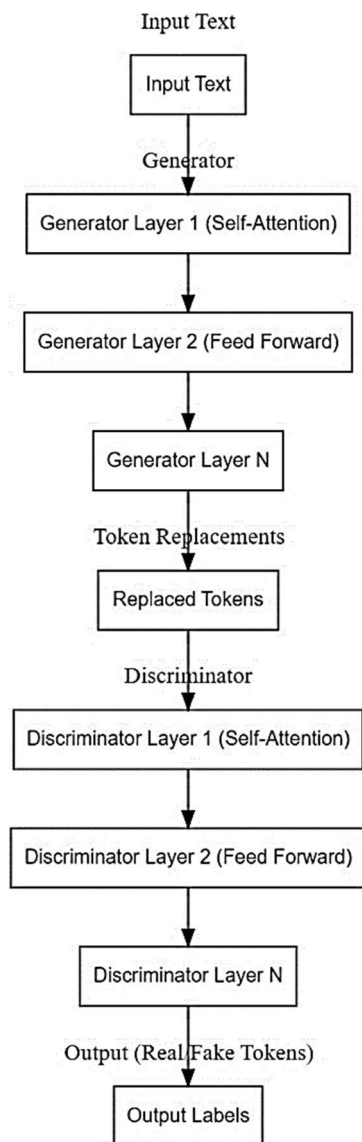 Input Text
Input Text
Generator
Generator Layer 1 (Self-Attention)
Generator Layer 2 (Feed Forward)
Generator Layer N
Token Replacements
Replaced Tokens
Discriminator
Discriminator Layer 1 (Self-Attention)
Discriminator Layer 2 (Feed Forward)
Discriminator Layer N
Output (Real/Fake Tokens)
Output Labels